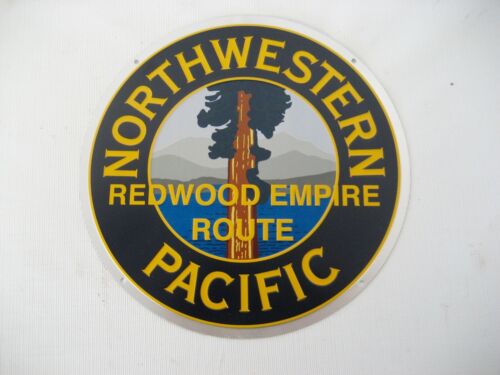 NORTHWESTERN
REDWOOD EMPIRE
ROUTE
PACIFIC